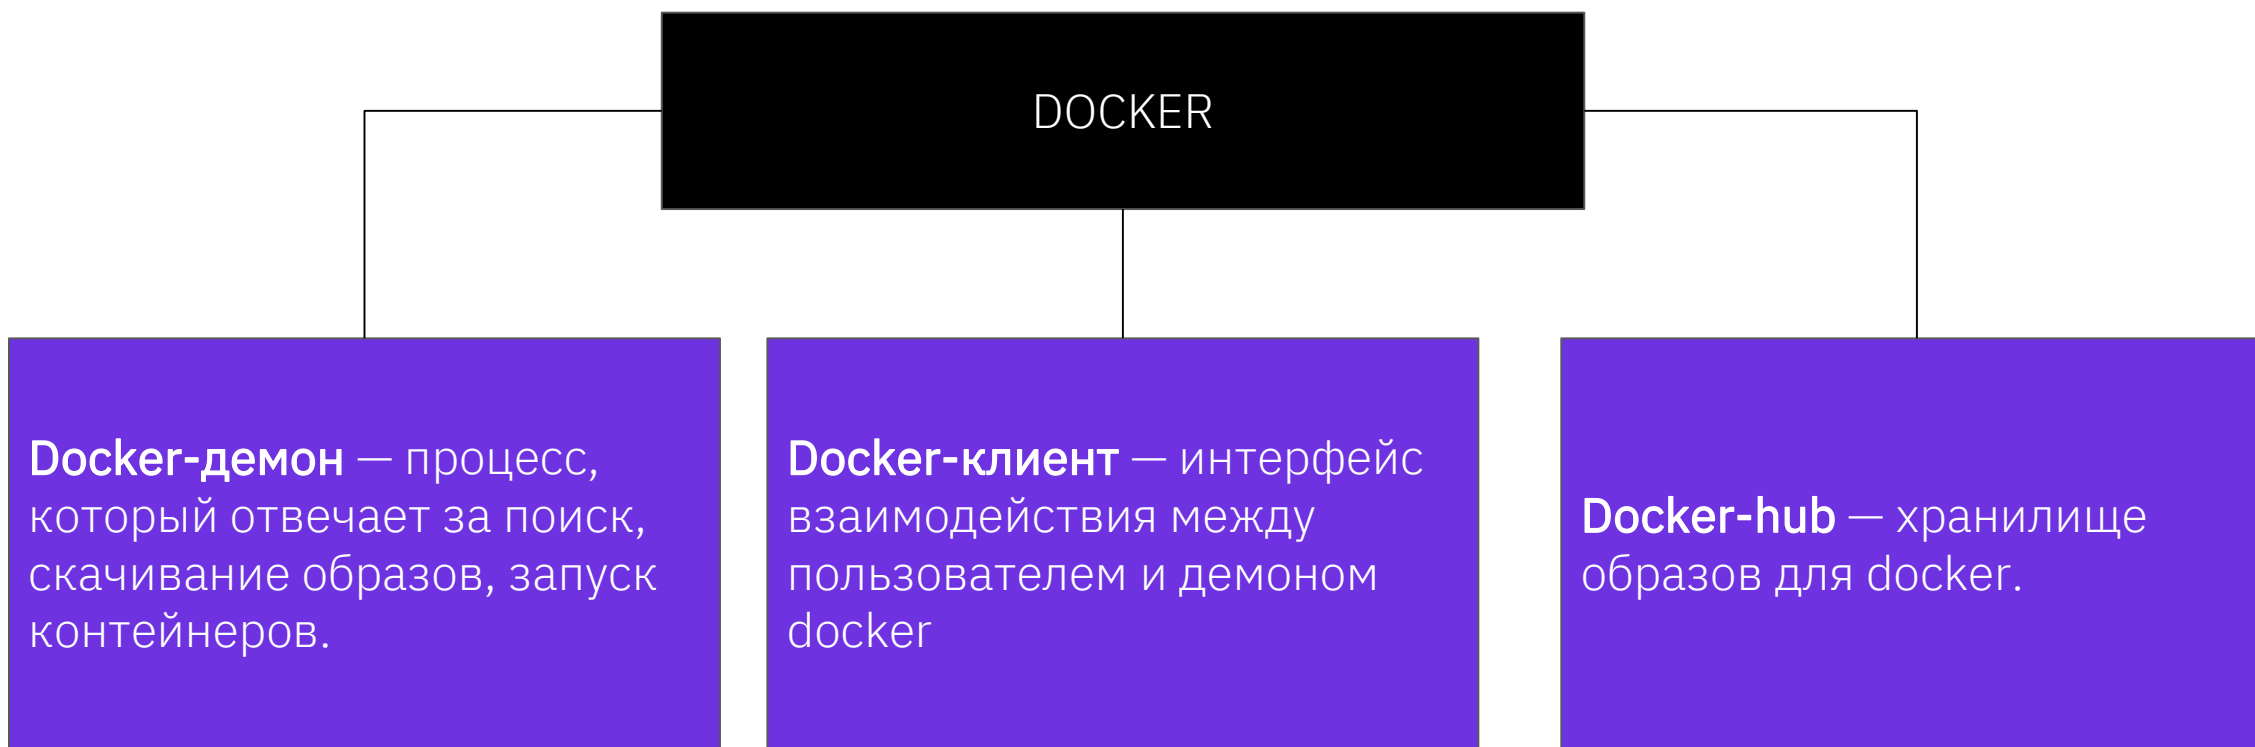 DOCKER
Docker-демон — процесс,
который отвечает за поиск,
скачивание образов, запуск
контейнеров.
Docker-клиент — интерфейс
взаимодействия между
пользователем и демоном
docker
Docker-hub — хранилище
образов для docker.